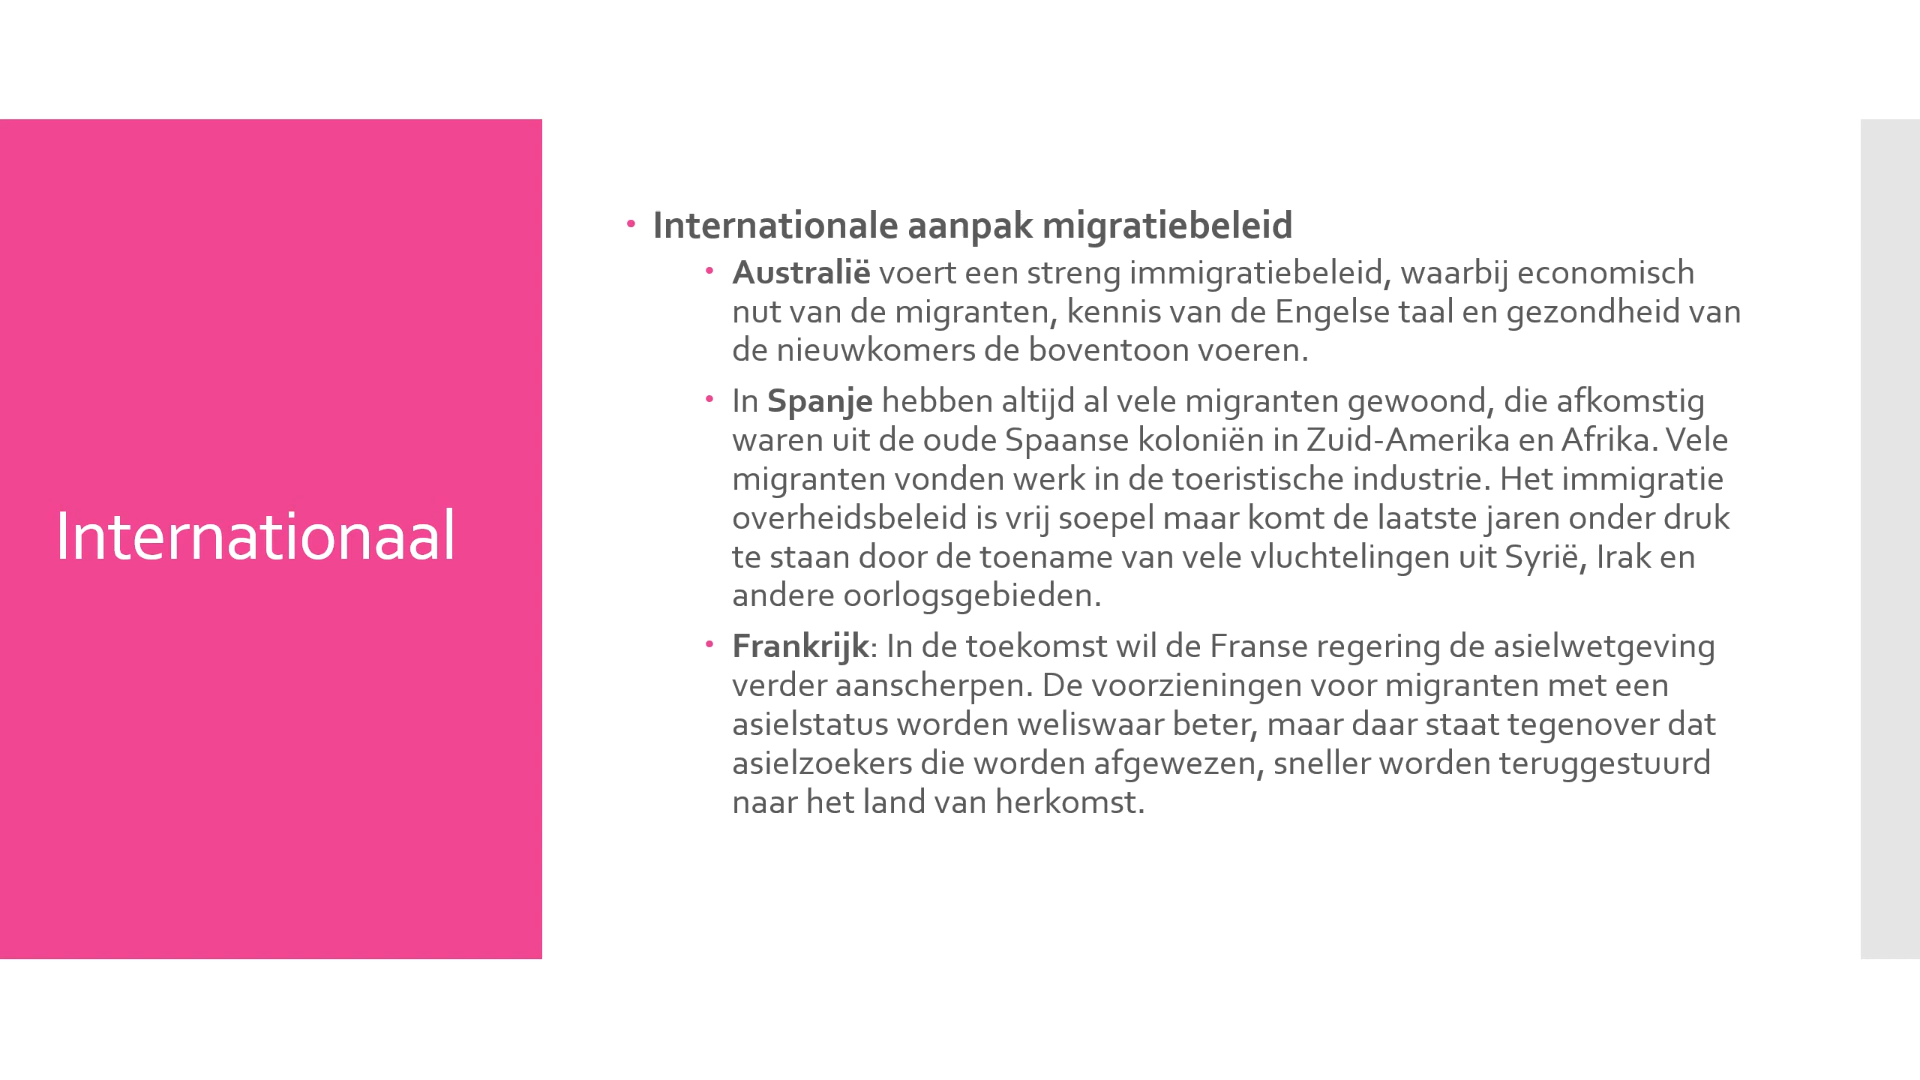 Internationaal
• Internationale aanpak migratiebeleid
• Australië voert een streng immigratiebeleid, waarbij economisch
nut van de migranten, kennis van de Engelse taal en gezondheid van
de nieuwkomers de boventoon voeren.
• In Spanje hebben altijd al vele migranten gewoond, die afkomstig
waren uit de oude Spaanse koloniën in Zuid-Amerika en Afrika. Vele
migranten vonden werk in de toeristische industrie. Het immigratie
overheidsbeleid is vrij soepel maar komt de laatste jaren onder druk
te staan door de toename van vele vluchtelingen uit Syrië, Irak en
andere oorlogsgebieden.
• Frankrijk: In de toekomst wil de Franse regering de asielwetgeving
verder aanscherpen. De voorzieningen voor migranten met een
asielstatus worden weliswaar beter, maar daar staat tegenover dat
asielzoekers die worden afgewezen, sneller worden teruggestuurd
naar het land van herkomst.